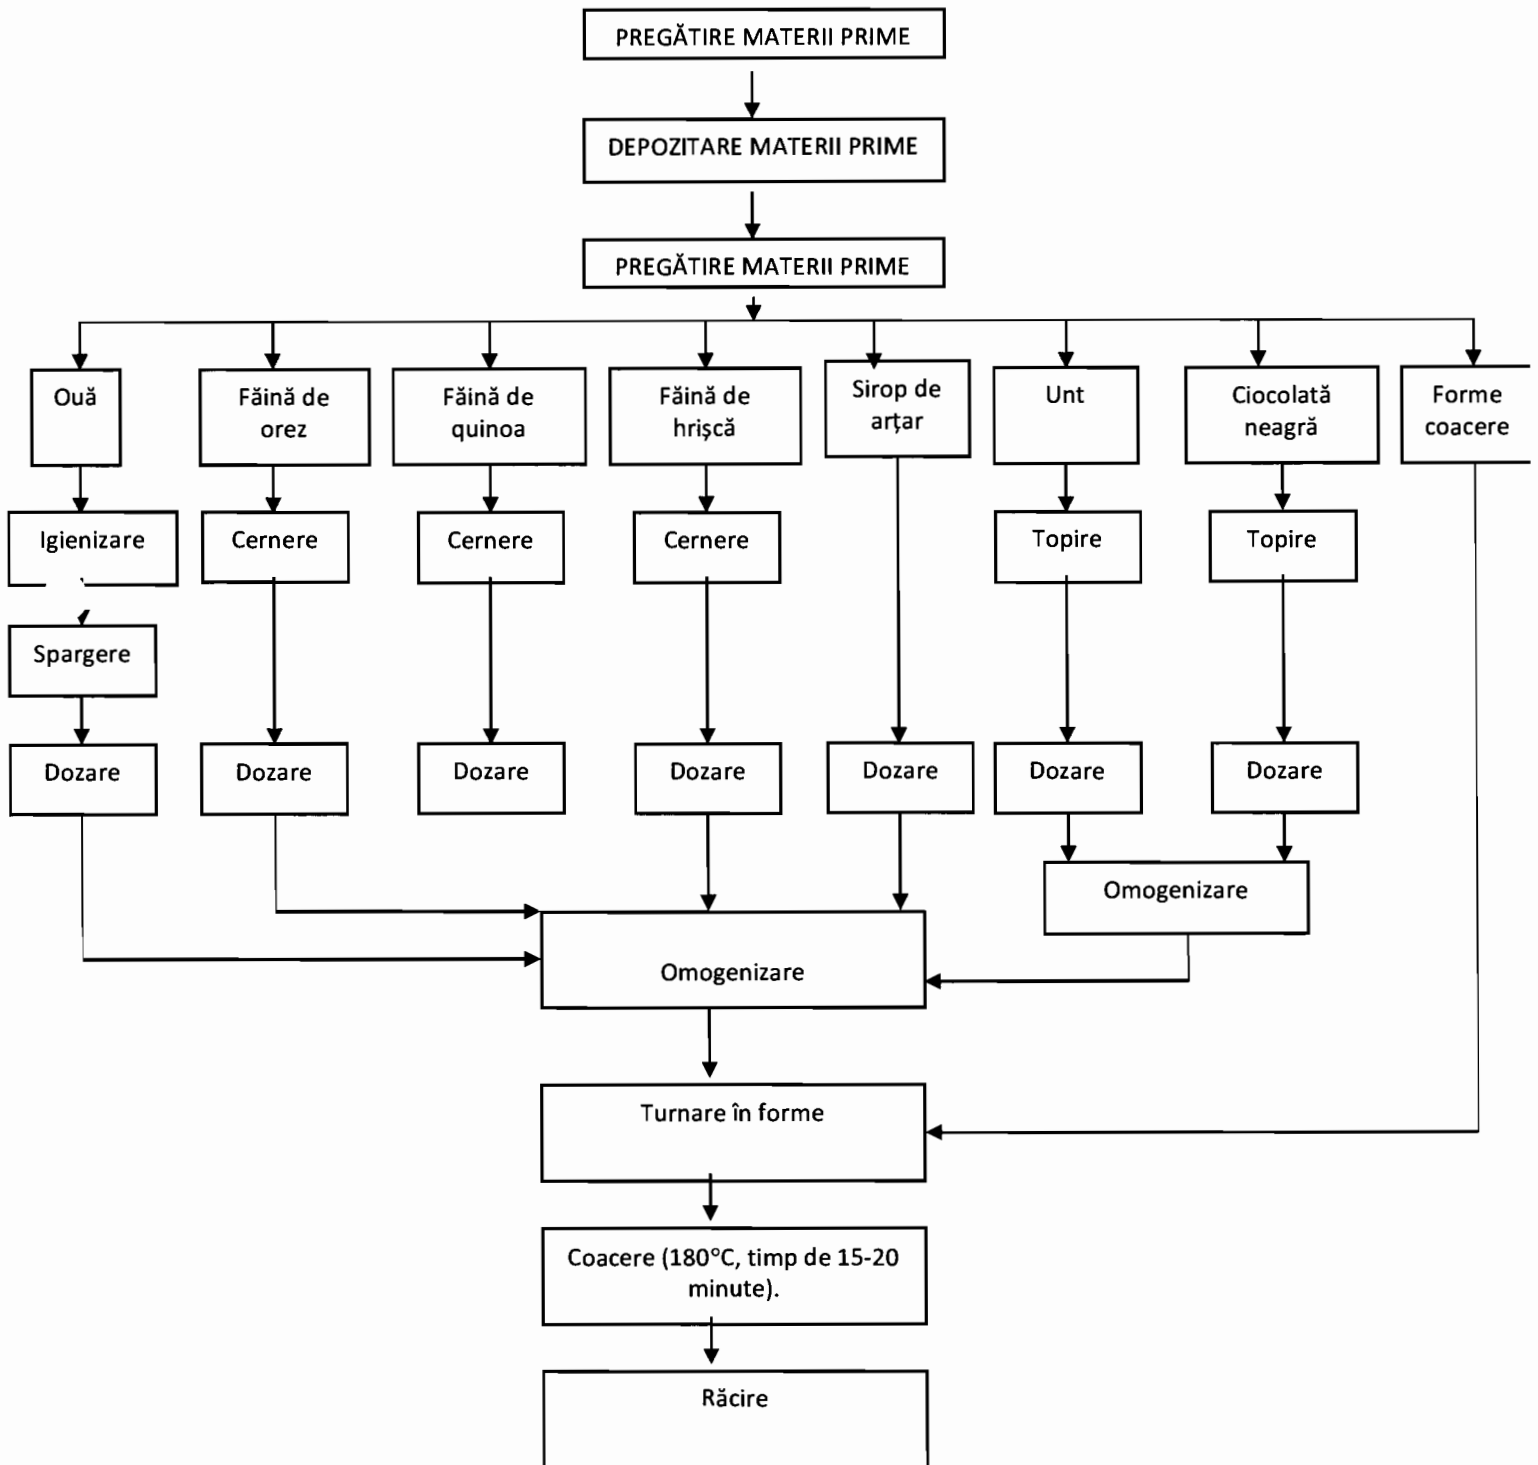 PREGĂTIRE MATERII PRIME
DEPOZITARE MATERII PRIME
PREGĂTIRE MATERII PRIME
Ouă
Făină de
orez
Făină de
quinoa
Făină de
hrișcă
Sirop de
arțar
Unt
Ciocolată
neagră
Forme
coacere
Igienizare
Cernere
Cernere
Cernere
Topire
Topire
Spargere
Dozare
Dozare
Dozare
Dozare
Dozare
Dozare
Dozare
Omogenizare
Omogenizare
Turnare în forme
Coacere (180°C, timp de 15-20
minute).
Răcire